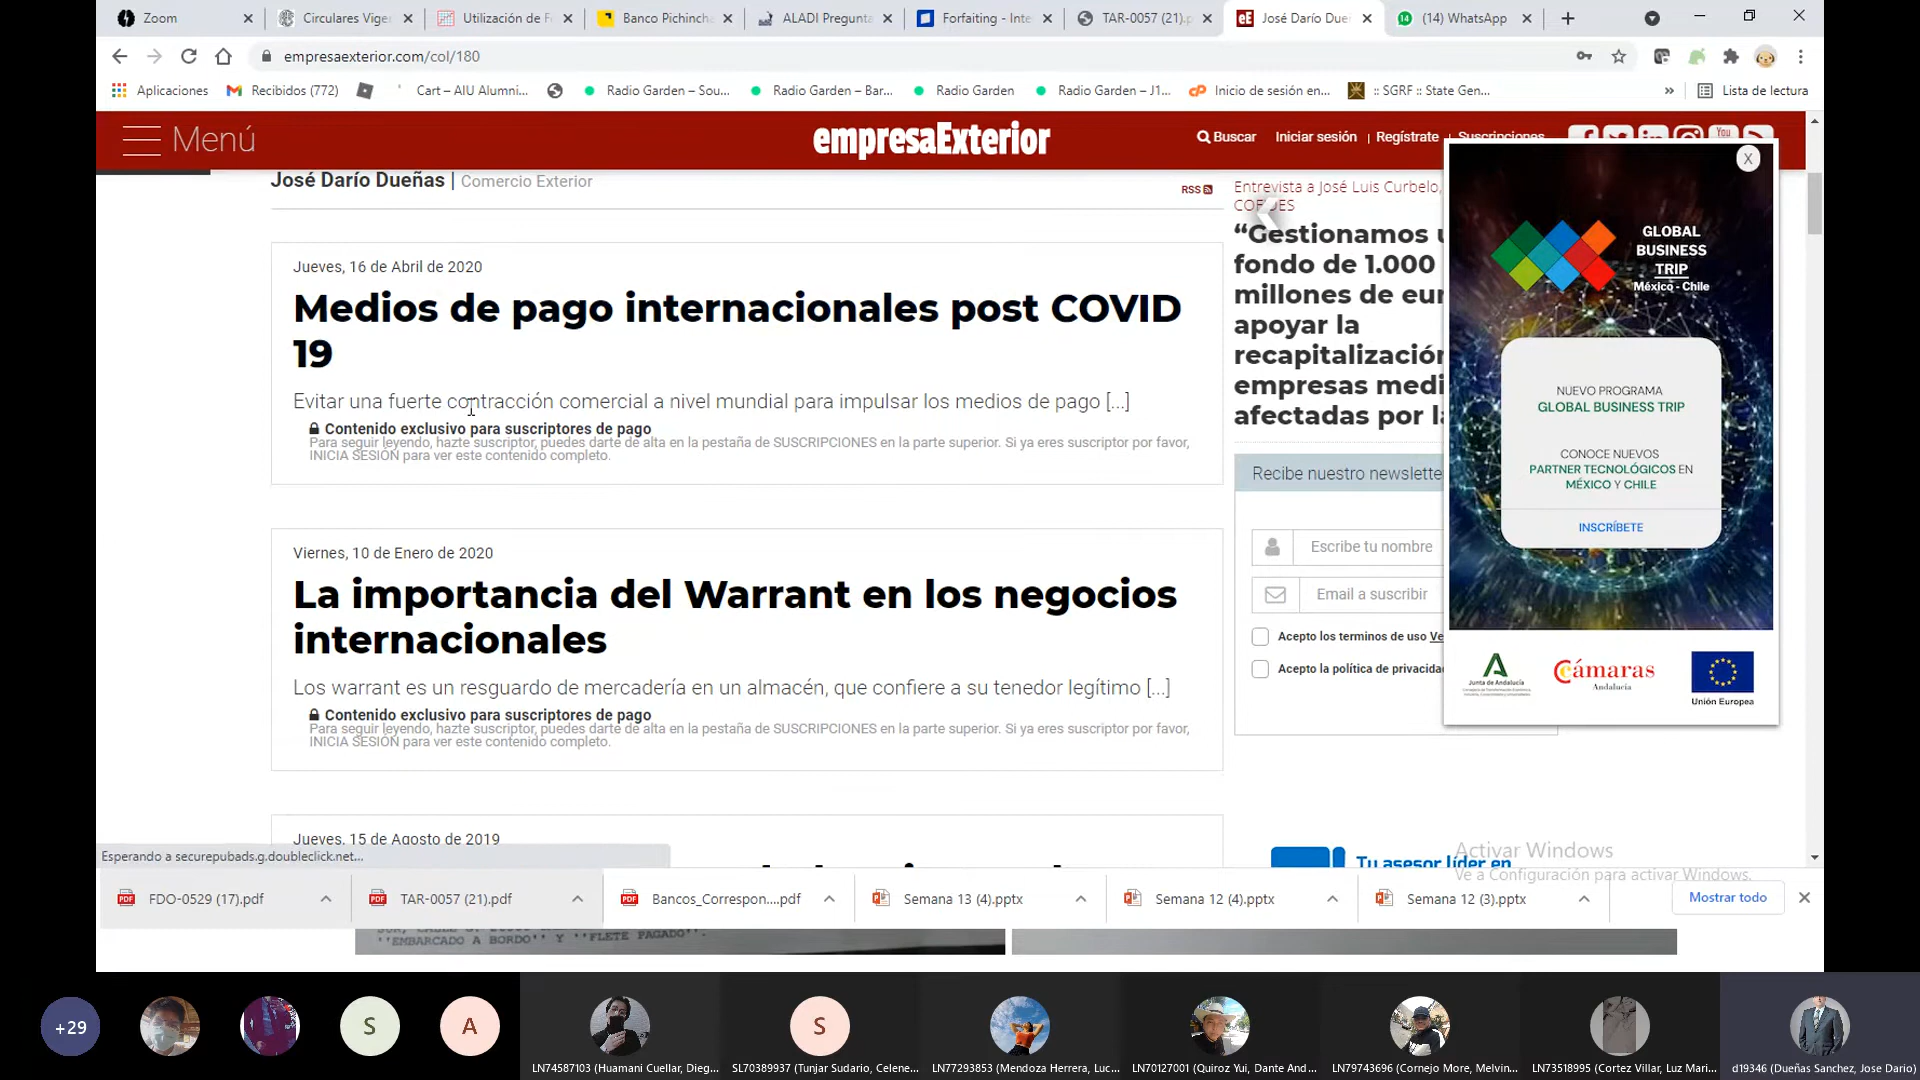 Zoom
Circulares Vige
Utilización de F
Banco Pichinch
ALADI Pregunta
Forfaiting - Inte
TAR-0057 (21).p
José Darío Due
(14) WhatsApp
empresaexterior.com/col/180
Aplicaciones
Recibidos (772)
Cart – AIU Alumni...
Radio Garden – Sou...
Radio Garden – Bar...
Radio Garden
Radio Garden – J1...
Inicio de sesión en...
:: SGRF :: State Gen...
»
Lista de lectura
Menú
empresaExterior
Buscar
Iniciar sesión
| Regístrate
Suscripciones
José Darío Dueñas | Comercio Exterior
RSS
Jueves, 16 de Abril de 2020
Medios de pago internacionales post COVID
19
Evitar una fuerte contracción comercial a nivel mundial para impulsar los medios de pago [...]
Contenido exclusivo para suscriptores de pago
Para seguir leyendo, hazte suscriptor, puedes darte de alta en la pestaña de SUSCRIPCIONES en la parte superior. Si ya eres suscriptor por favor,
INICIA SESIÓN para ver este contenido completo.
Viernes, 10 de Enero de 2020
La importancia del Warrant en los negocios
internacionales
Los warrant es un resguardo de mercadería en un almacén, que confiere a su tenedor legítimo [...]
Contenido exclusivo para suscriptores de pago
Para seguir leyendo, hazte suscriptor, puedes darte de alta en la pestaña de SUSCRIPCIONES en la parte superior. Si ya eres suscriptor por favor,
INICIA SESIÓN para ver este contenido completo.
Jueves, 15 de Agosto de 2019
Entrevista a José Luis Curbelo,
COFIDES
“Gestionamos u
fondo de 1.000
millones de eur
apoyar la
recapitalización
empresas medi
afectadas por la
Recibe nuestro newslette
Escribe tu nombre
Email a suscribir
Acepto los terminos de uso Ve
Acepto la política de privacidad
X
GLOBAL
BUSINESS
TRIP
México - Chile
NUEVO PROGRAMA
GLOBAL BUSINESS TRIP
CONOCE NUEVOS
PARTNER TECNOLÓGICOS EN
MÉXICO Y CHILE
INSCRÍBETE
Junta de Andalucía
Cámaras
Andalucía
Unión Europea
Tu asesor líder en
Activar Windows
Ve a Configuración para activar Windows.
Esperando a securepubads.g.doubleclick.net...
FDO-0529 (17).pdf
TAR-0057 (21).pdf
Bancos_Correspon....pdf
Semana 13 (4).pptx
Semana 12 (4).pptx
Semana 12 (3).pptx
Mostrar todo
''EMBARCADO A BORDO'' Y ''FLETE PAGADO''.
+29
S
A
S
LN74587103 (Huamani Cuellar, Dieg...
SL70389937 (Tunjar Sudario, Celene...
LN77293853 (Mendoza Herrera, Luc...
LN70127001 (Quiroz Yui, Dante And...
LN79743696 (Cornejo More, Melvin...
LN73518995 (Cortez Villar, Luz Mari...
d19346 (Dueñas Sanchez, Jose Dario)